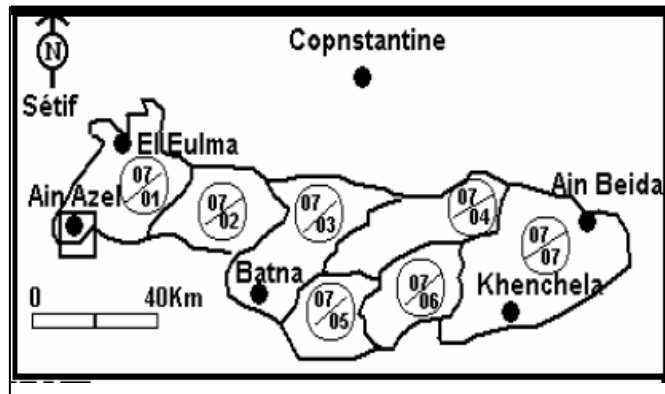 Copnstantine
N
Sétif
El Eulma
Ain Azel
07
01
07
02
07
03
07
04
Ain Beida
07
07
Batna
Khenchela
07
05
07
06
0 40Km